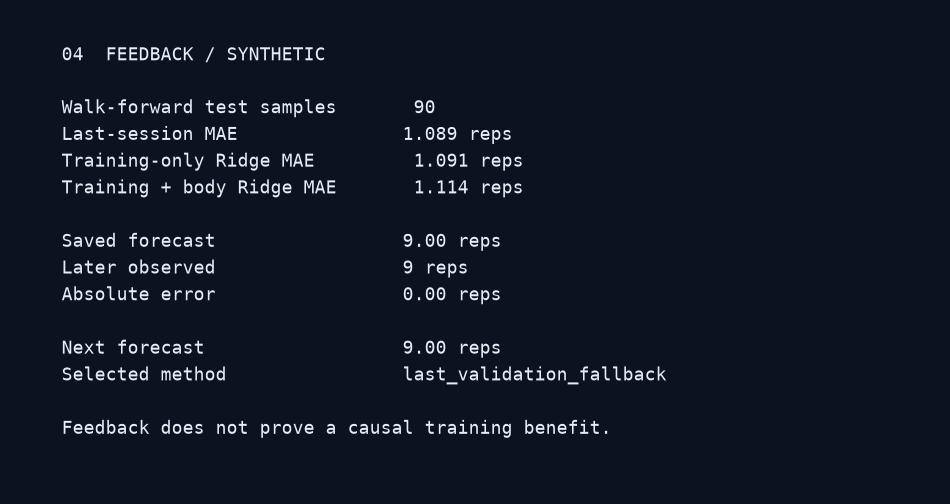 04  FEEDBACK / SYNTHETIC
Walk-forward test samples       90
Last-session MAE               1.089 reps
Training-only Ridge MAE         1.091 reps
Training + body Ridge MAE       1.114 reps
Saved forecast                 9.00 reps
Later observed                 9 reps
Absolute error                 0.00 reps
Next forecast                  9.00 reps
Selected method                last_validation_fallback
Feedback does not prove a causal training benefit.